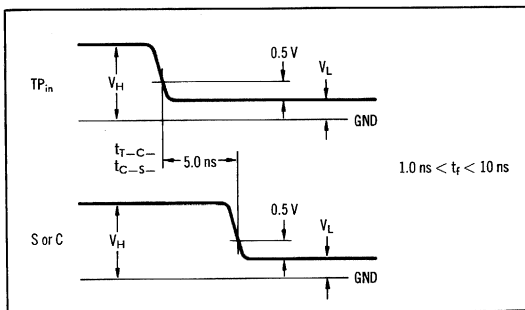 0.5 V
V_L
TP_in
V_H
GND
t_T–C–
t_C–S–
5.0 ns
1.0 ns < t_f < 10 ns
0.5 V
V_L
S or C
V_H
GND